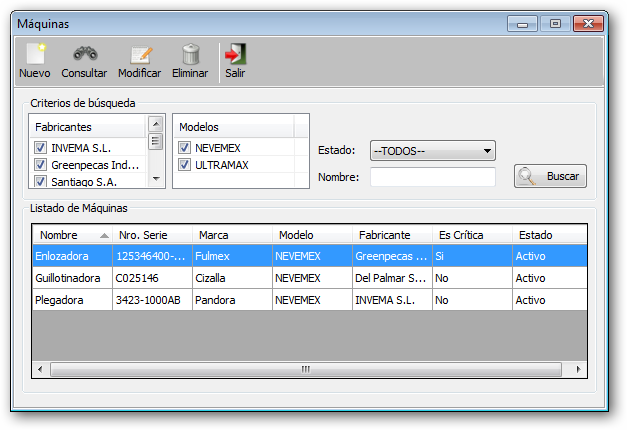 Máquinas
Nuevo Consultar Modificar Eliminar Salir
Criterios de búsqueda
Fabricantes
INVEMA S.L.
Greenpecas Ind...
Santiago S.A.
Modelos
NEVEMEX
ULTRAMAX
Estado: --TODOS--
Nombre:
Buscar
Listado de Máquinas
Nombre Nro. Serie Marca Modelo Fabricante Es Crítica Estado
Enlozadora 125346400-... Fulmex NEVEMEX Greenpecas ... Si Activo
Guillotinadora C025146 Cizalla NEVEMEX Del Palmar S... No Activo
Plegadora 3423-1000AB Pandora NEVEMEX INVEMA S.L. No Activo